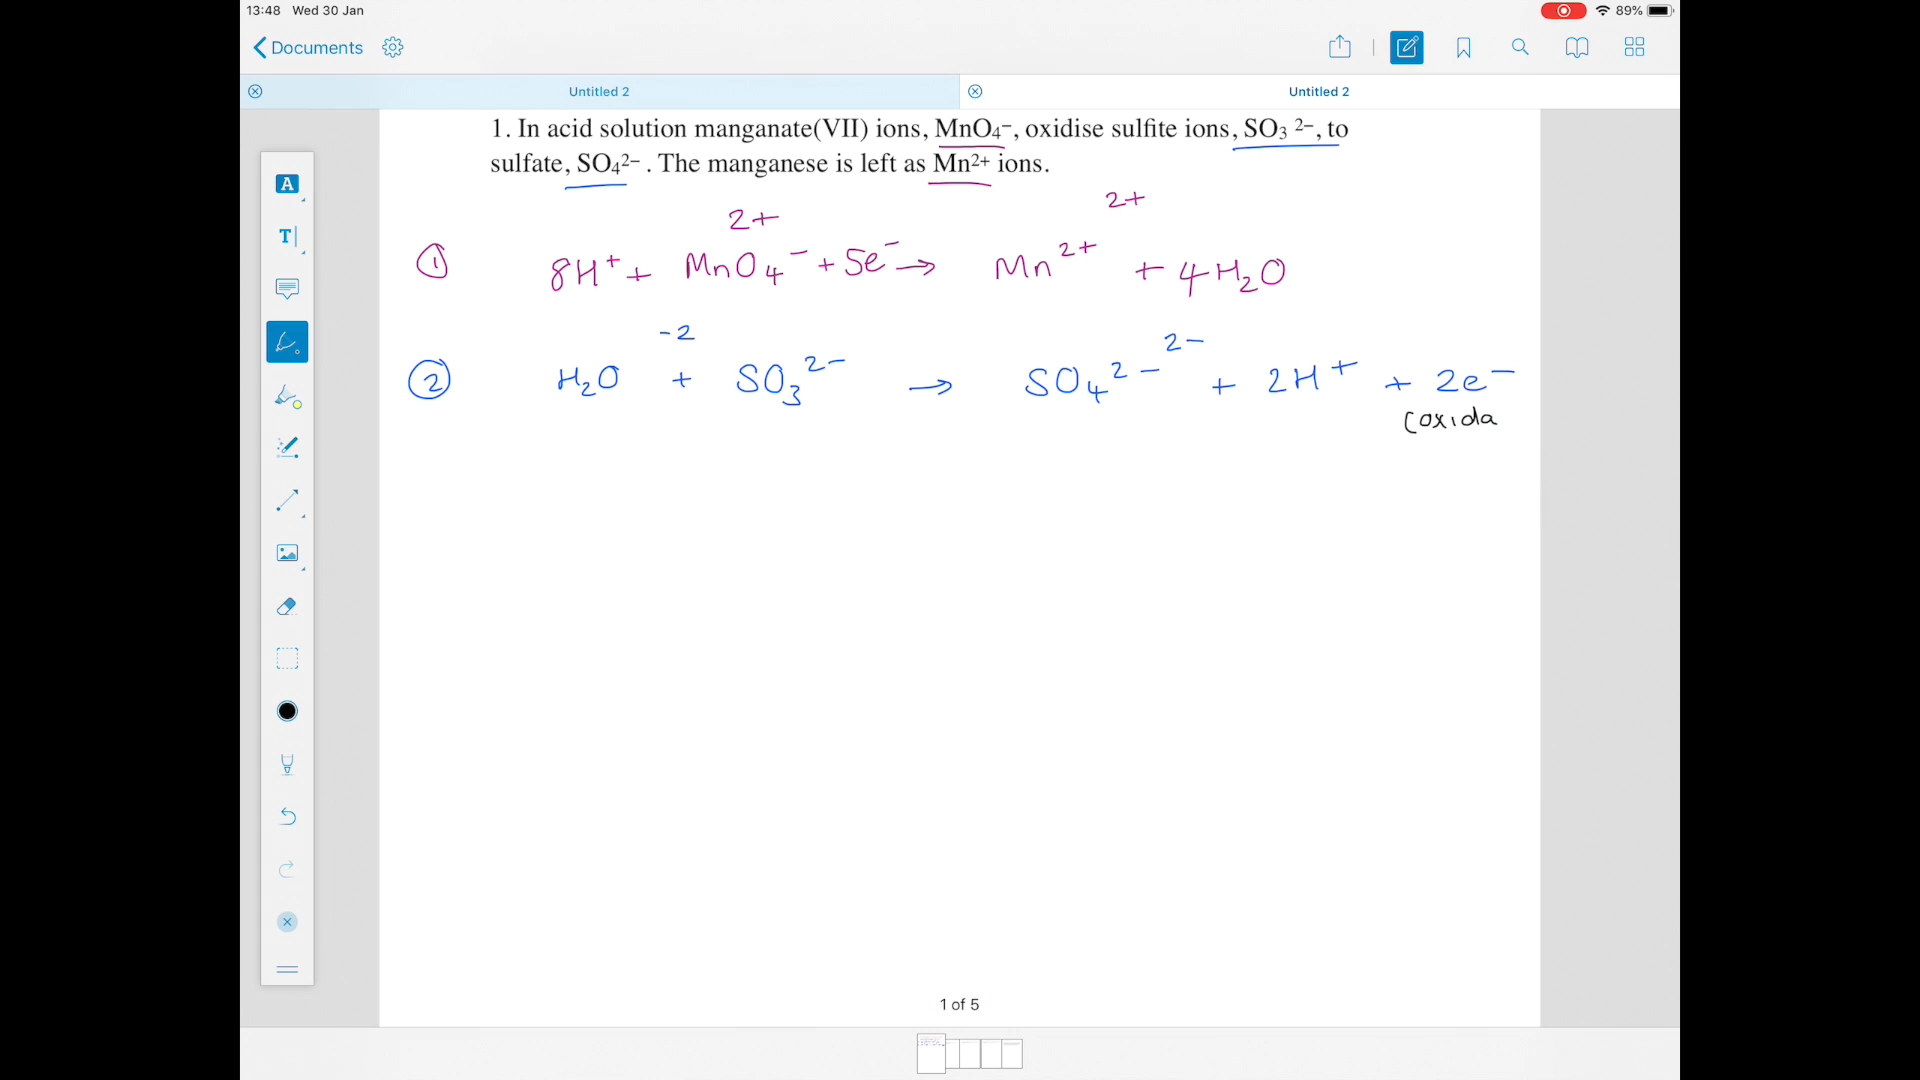 13:48 Wed 30 Jan 89%
Documents
Untitled 2 Untitled 2
1. In acid solution manganate(VII) ions, MnO₄⁻, oxidise sulfite ions, SO₃ ²⁻, to
sulfate, SO₄²⁻ . The manganese is left as Mn²⁺ ions.
2+ 2+
① 8H⁺ + MnO₄⁻ + 5e⁻ → Mn²⁺ + 4H₂O
-2 2-
② H₂O + SO₃²⁻ → SO₄²⁻ + 2H⁺ + 2e⁻
(oxida
A
T
1 of 5